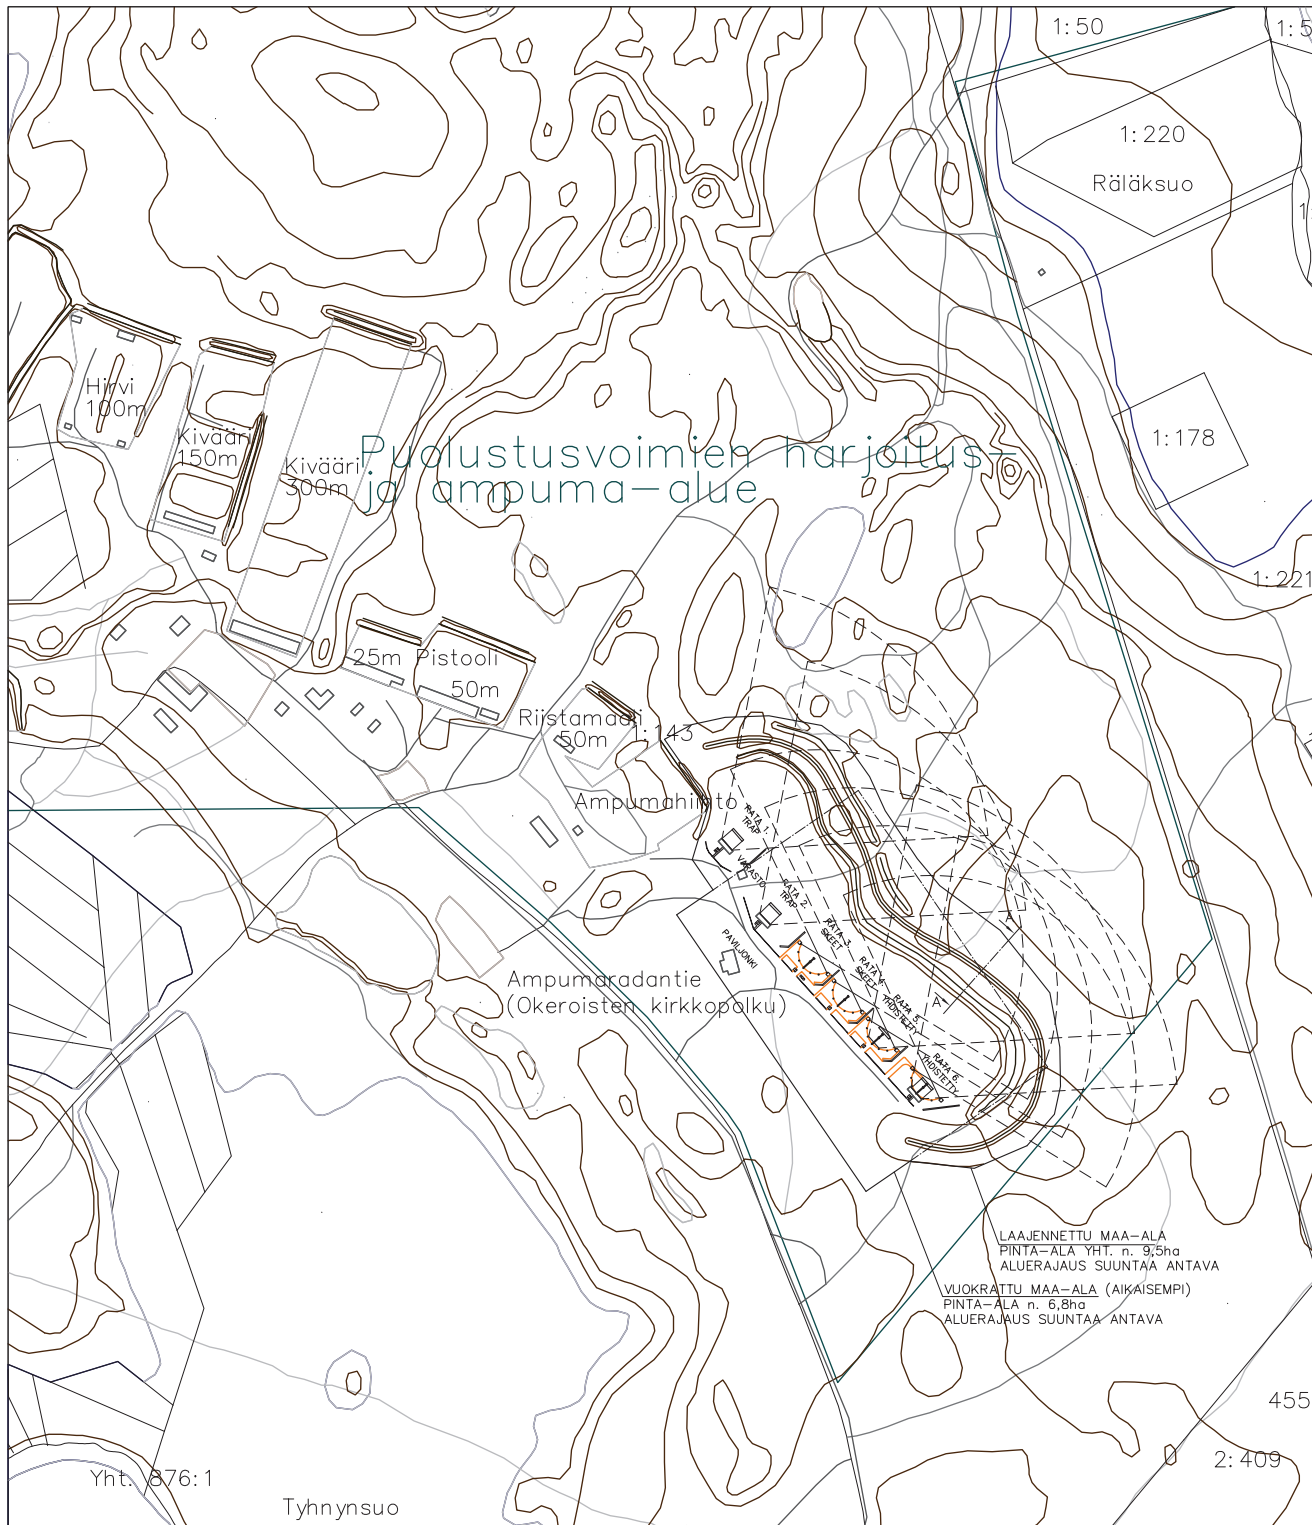 1:50
1:5
1:220
Räläksuo
1
Hirvi
100m
Kivääri
150m
Kivääri
300m
Puolustusvoimien harjoitus-
ja ampuma-alue
1:178
1:221
25m Pistooli
50m
Riistamaali
50m
1:143
Ampumahiihto
RATA 1.
TRAP
VARASTO
RATA 2.
TRAP
PAVILJONKI
RATA 3.
SKEET
RATA 4.
SKEET
RATA 5.
YHDISTETTY
RATA 6.
YHDISTETTY
A
A
Ampumaradantie
(Okeroisten kirkkopolku)
LAAJENNETTU MAA-ALA
PINTA-ALA YHT. n. 9,5ha
ALUERAJAUS SUUNTAA ANTAVA
VUOKRATTU MAA-ALA (AIKAISEMPI)
PINTA-ALA n. 6,8ha
ALUERAJAUS SUUNTAA ANTAVA
455
2:409
Yht. 876:1
Tyhnynsuo